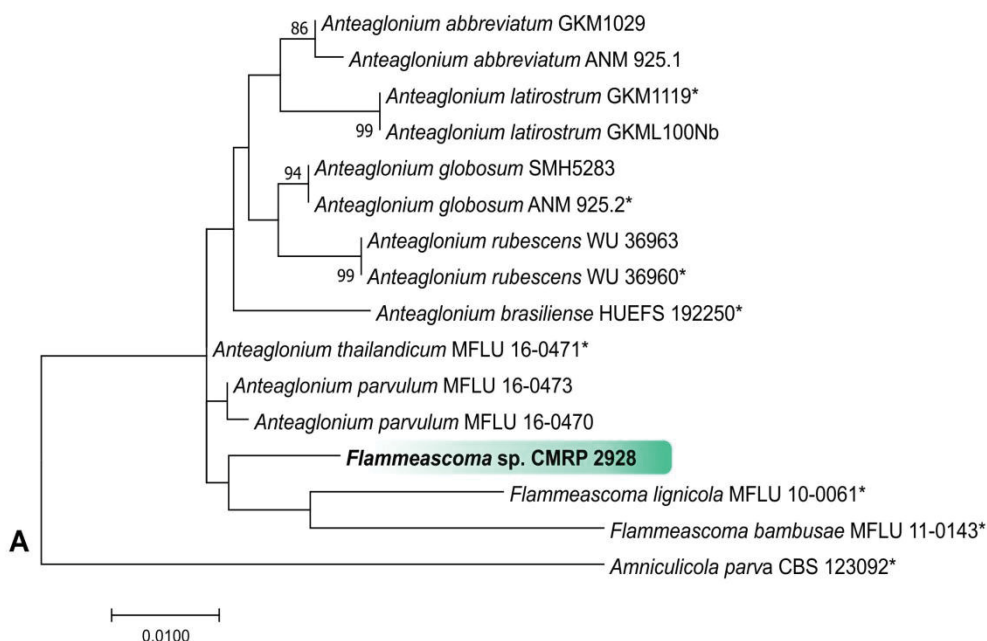 86
Anteaglonium abbreviatum GKM1029
Anteaglonium abbreviatum ANM 925.1
Anteaglonium latirostrum GKM1119*
99
Anteaglonium latirostrum GKML100Nb
94
Anteaglonium globosum SMH5283
Anteaglonium globosum ANM 925.2*
Anteaglonium rubescens WU 36963
99
Anteaglonium rubescens WU 36960*
Anteaglonium brasiliense HUEFS 192250*
Anteaglonium thailandicum MFLU 16-0471*
Anteaglonium parvulum MFLU 16-0473
Anteaglonium parvulum MFLU 16-0470
Flammeascoma sp. CMRP 2928
Flammeascoma lignicola MFLU 10-0061*
Flammeascoma bambusae MFLU 11-0143*
A
Amniculicola parva CBS 123092*
0.0100